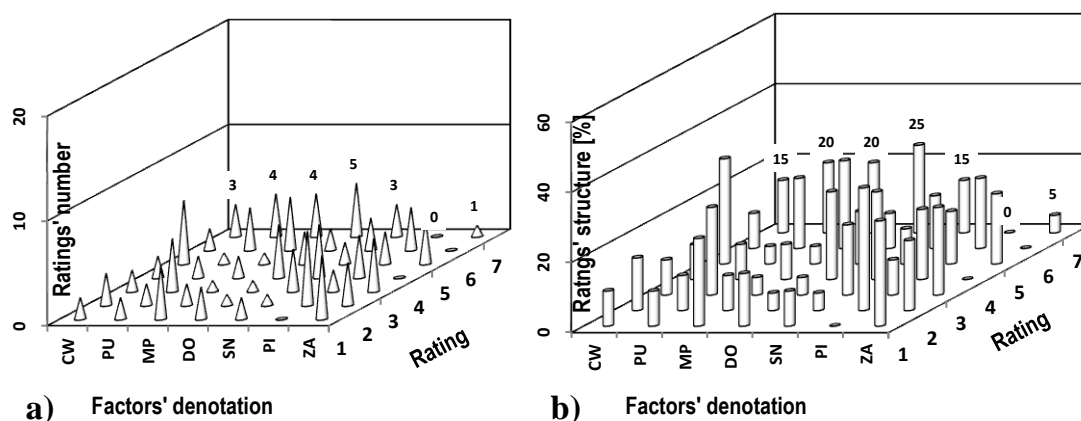 20
10
0
Ratings' number
3
4
4
5
3
0
1
CW
PU
MP
DO
SN
PI
ZA
1
2
3
4
5
6
7
Rating
a) Factors' denotation
60
40
20
0
Ratings' structure [%]
15
20
20
25
15
0
5
CW
PU
MP
DO
SN
PI
ZA
1
2
3
4
5
6
7
Rating
b) Factors' denotation